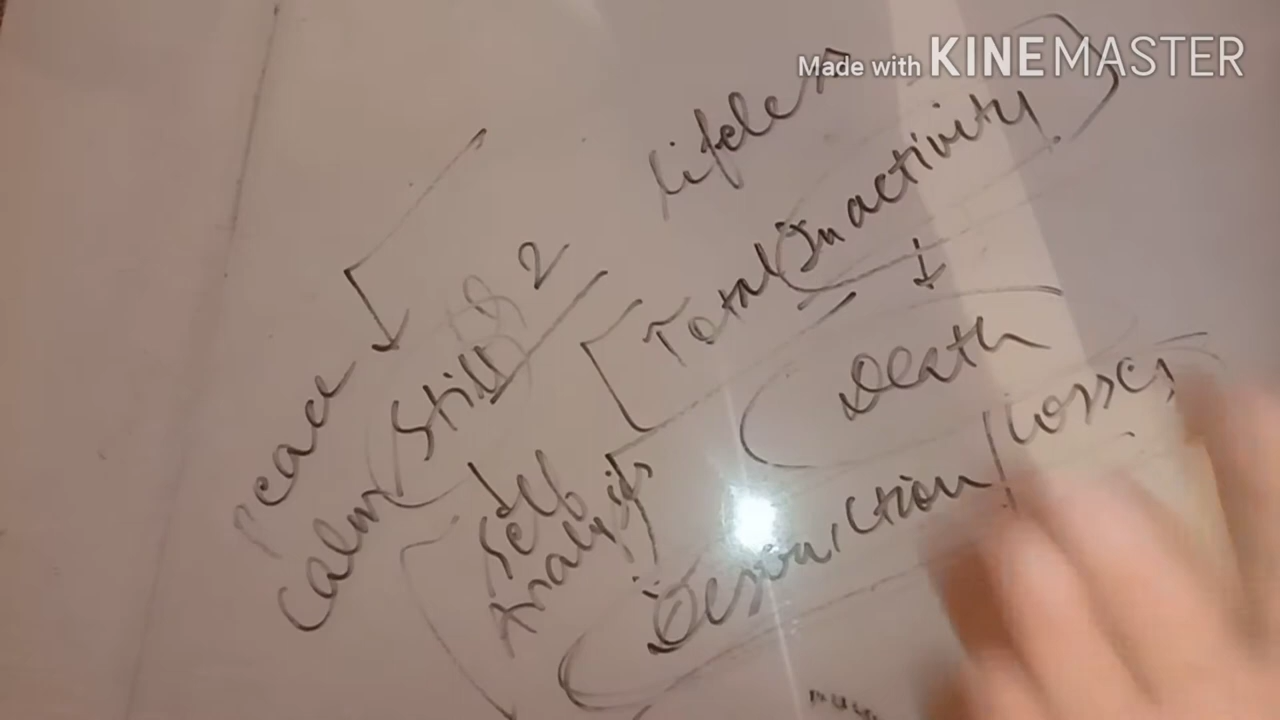 Made with KINEMASTER
Lifeless
Total Inactivity
Death
Destruction/Losses
2
Peace
Calm/Still
Self
Analysis